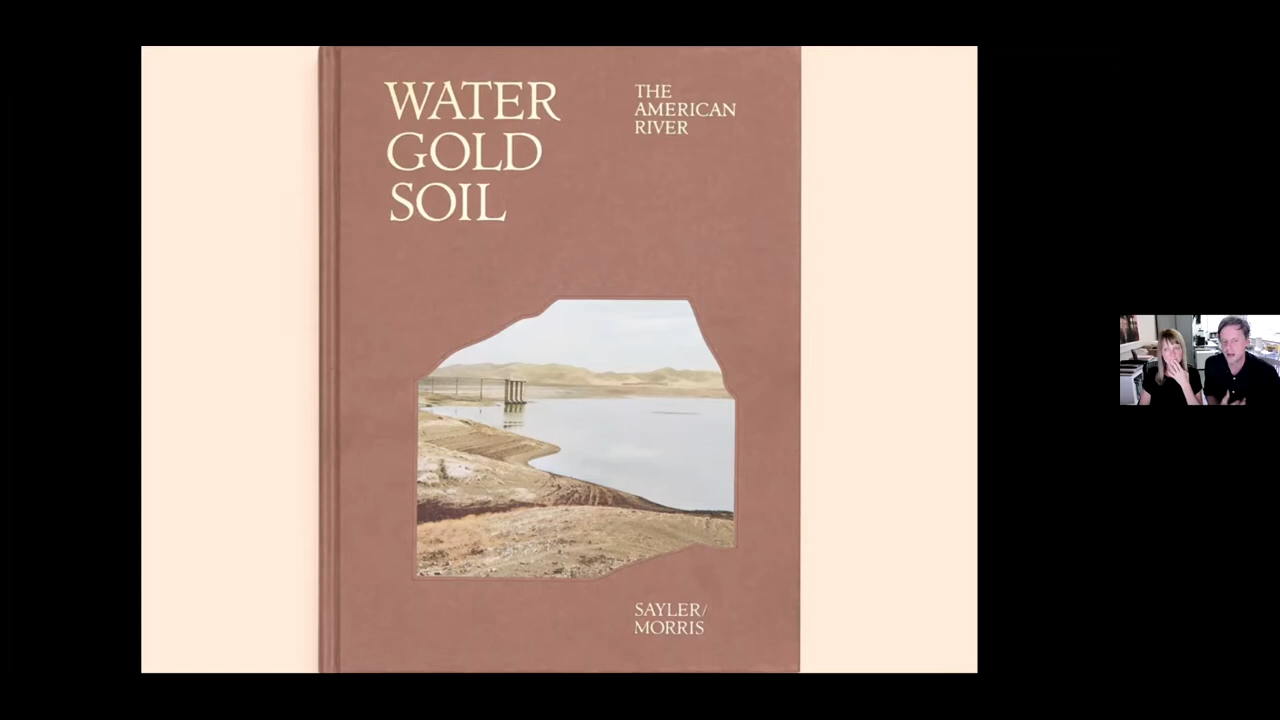 WATER
GOLD
SOIL
THE
AMERICAN
RIVER
SAYLER/
MORRIS